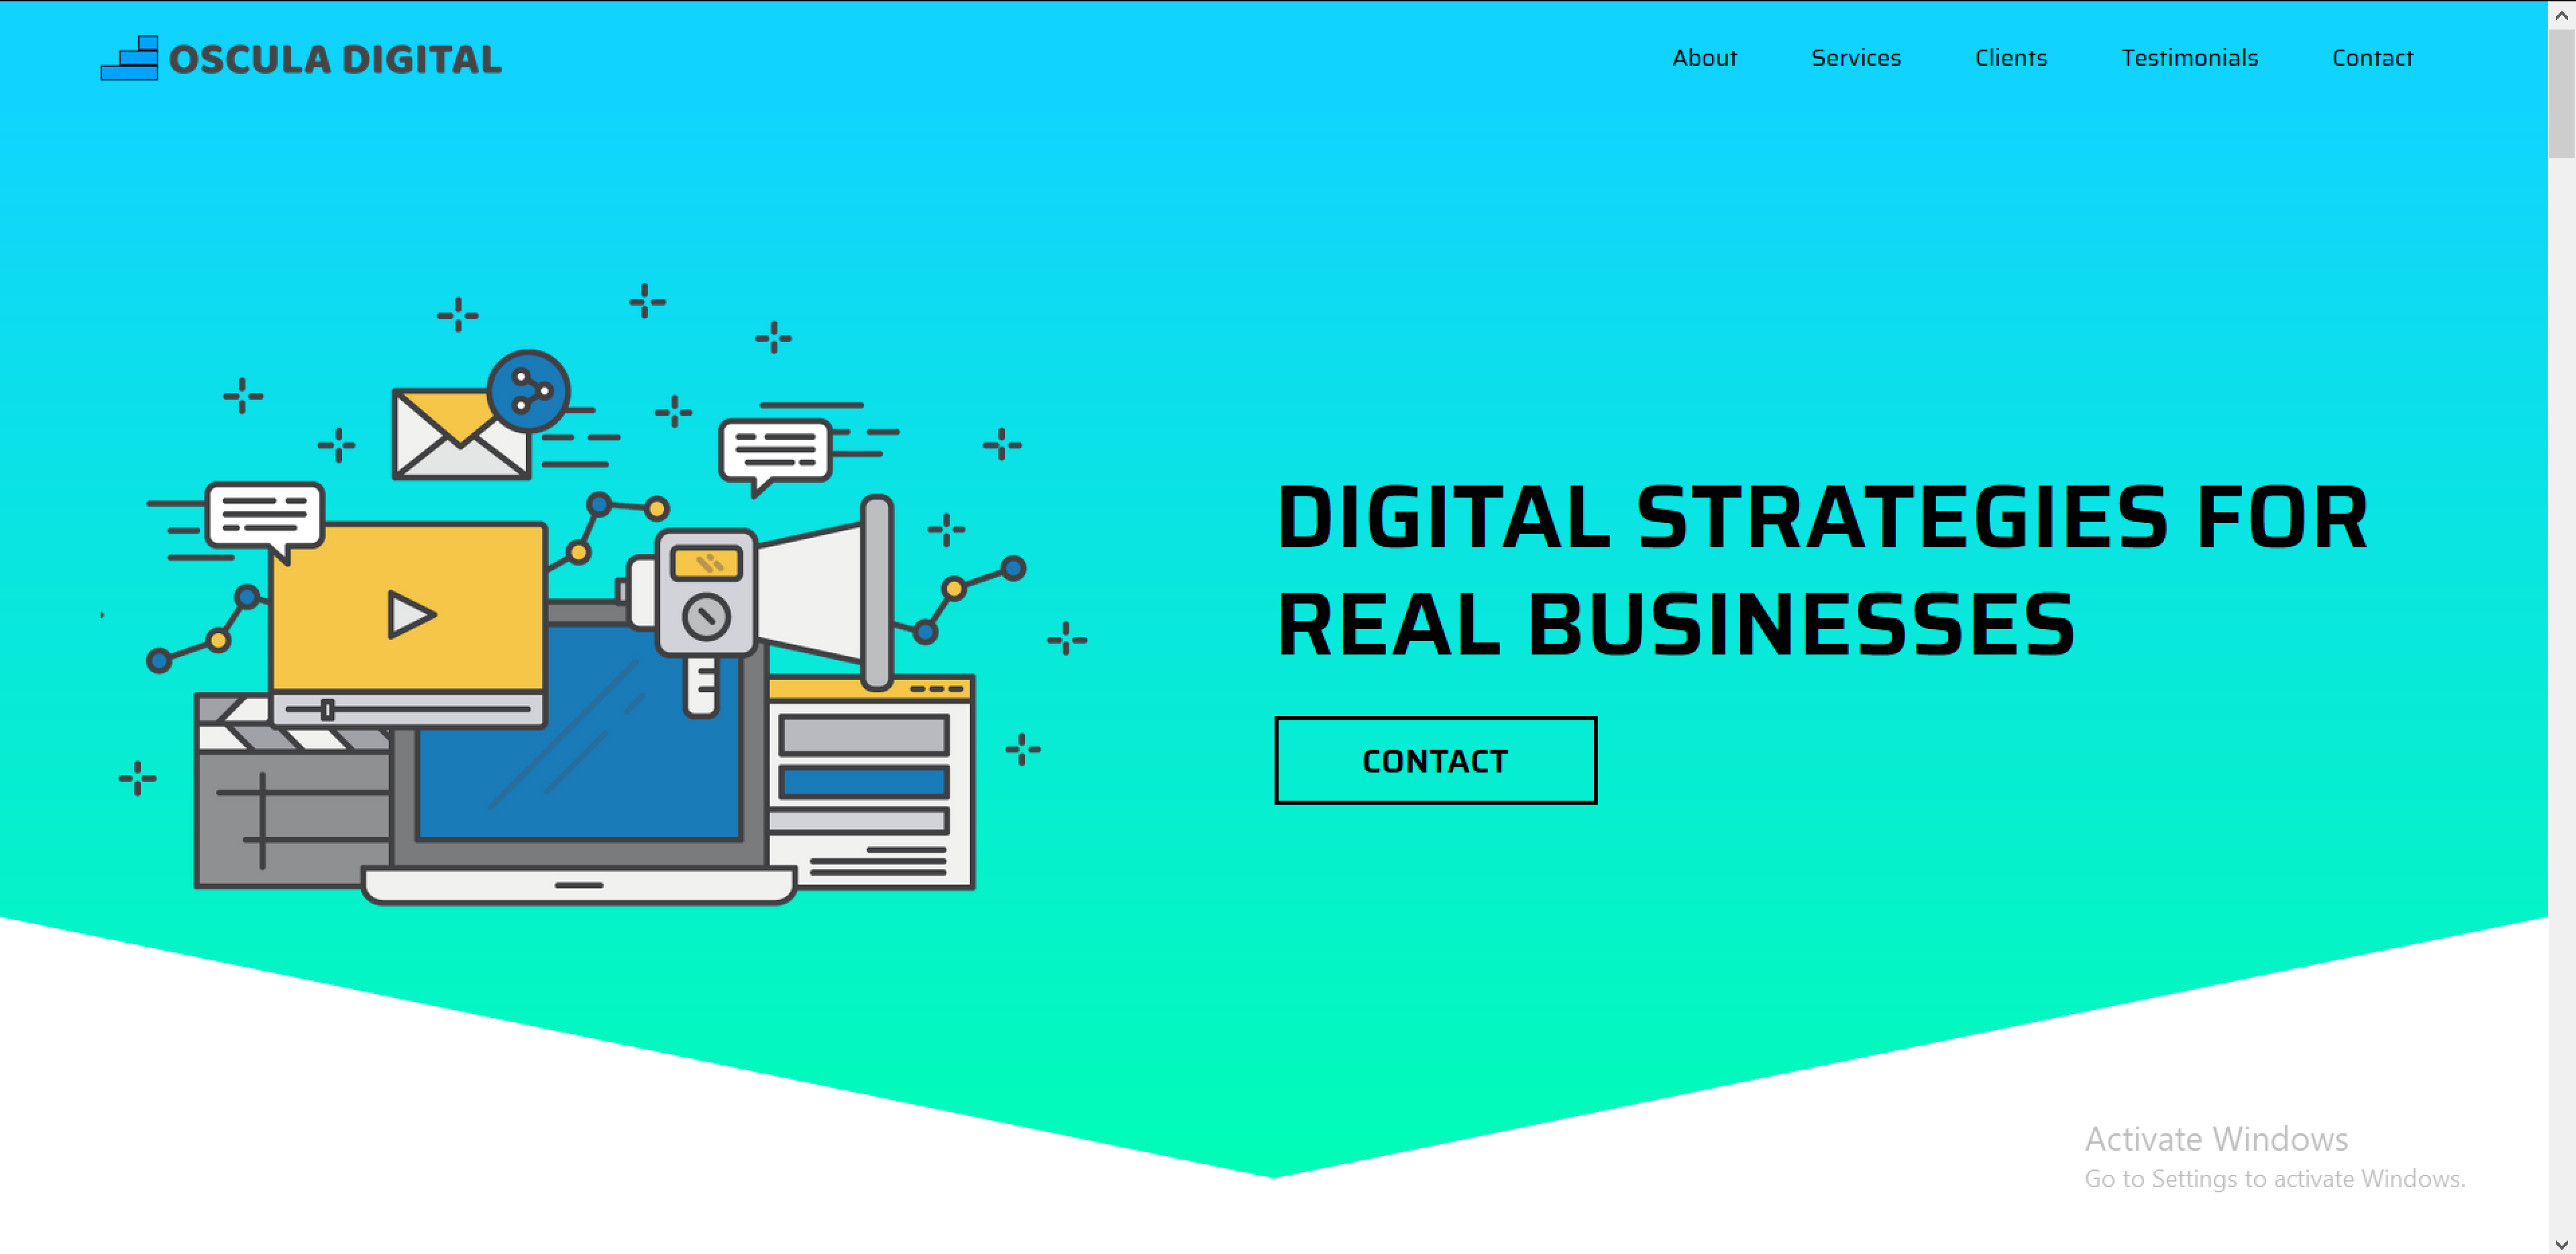 OSCULA DIGITAL
About Services Clients Testimonials Contact
DIGITAL STRATEGIES FOR
REAL BUSINESSES
CONTACT
Activate Windows
Go to Settings to activate Windows.